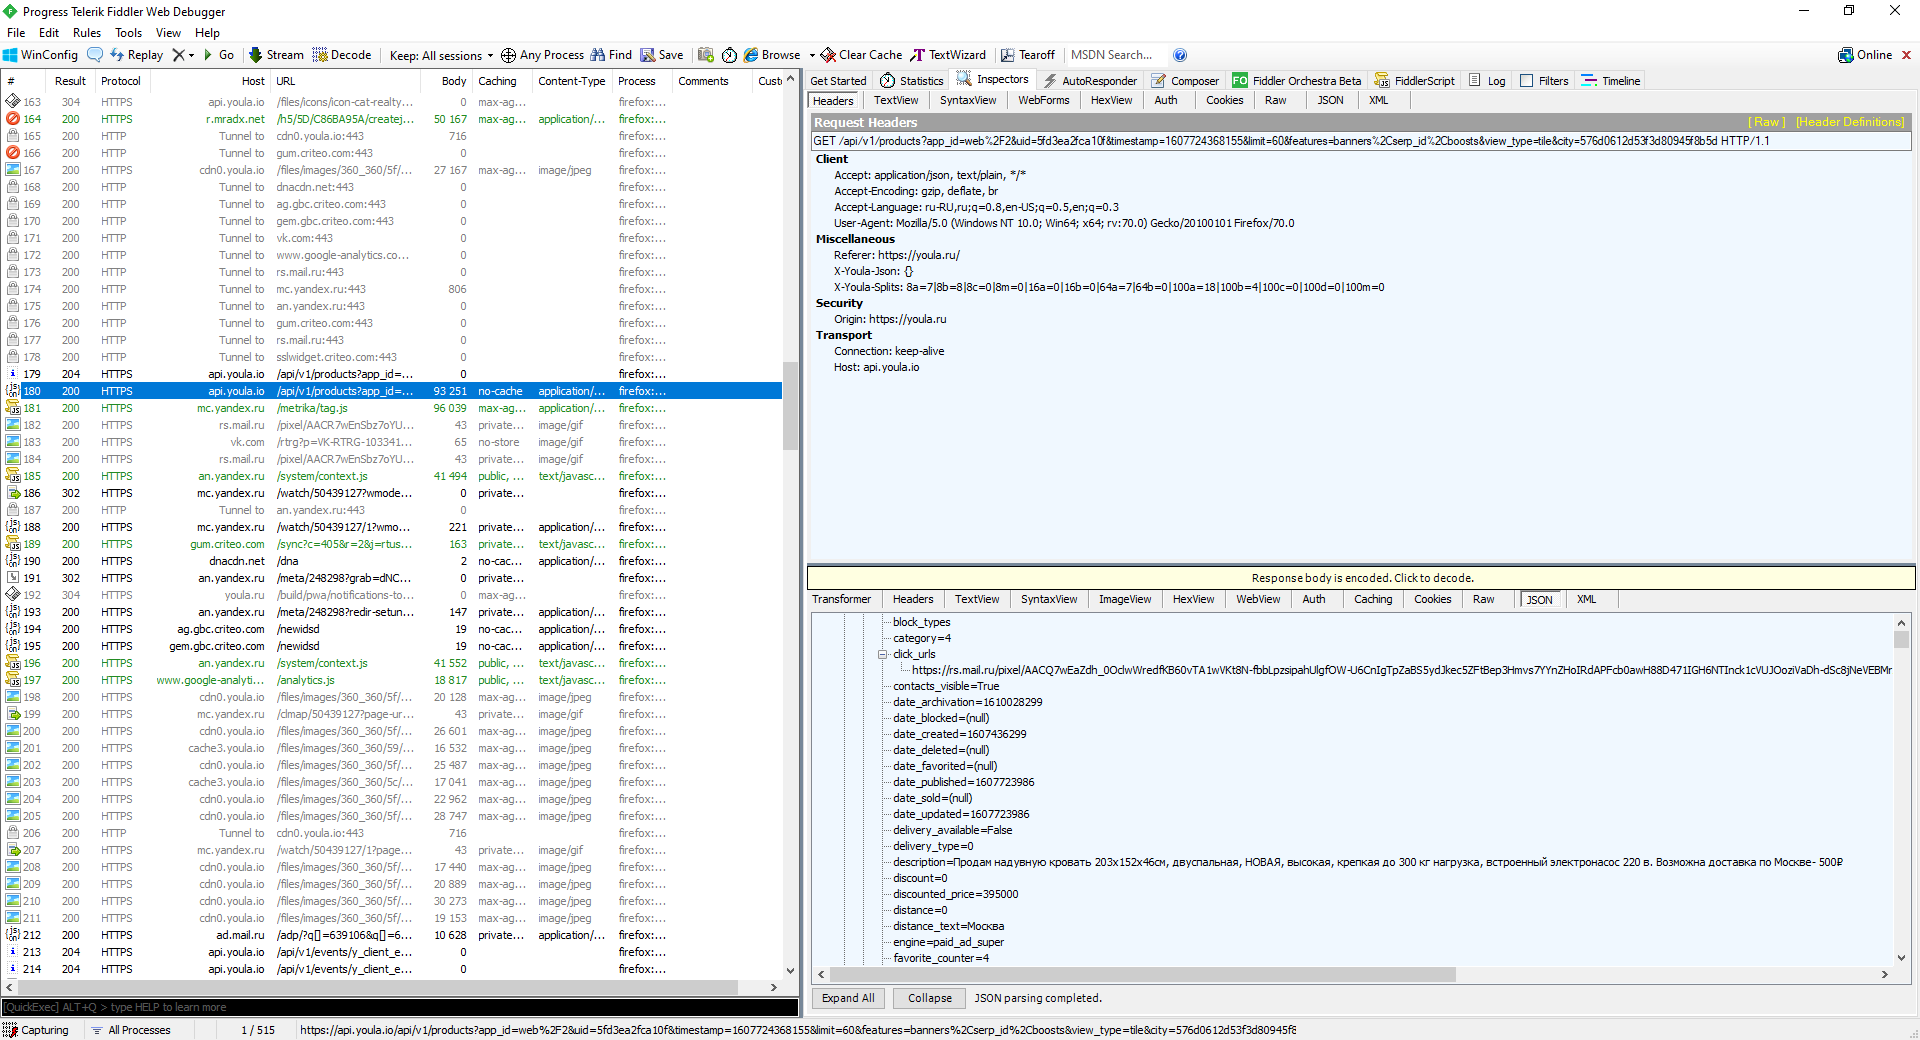 Progress Telerik Fiddler Web Debugger
File Edit Rules Tools View Help
WinConfig Replay Go Stream Decode Keep: All sessions Any Process Find Save Browse Clear Cache TextWizard Tearoff MSDN Search... Online
# Result Protocol Host URL Body Caching Content-Type Process Comments Custo
163 304 HTTPS api.youla.io /files/icons/icon-cat-realty... 0 max-ag... firefox:...
164 200 HTTPS r.mradx.net /h5/5D/C86BA95A/createj... 50 167 max-ag... application/... firefox:...
165 200 HTTP Tunnel to cdn0.youla.io:443 716 firefox:...
166 200 HTTP Tunnel to gum.criteo.com:443 0 firefox:...
167 200 HTTPS cdn0.youla.io /files/images/360_360/5f/... 27 167 max-ag... image/jpeg firefox:...
168 200 HTTP Tunnel to dnacdn.net:443 0 firefox:...
169 200 HTTP Tunnel to ag.gbc.criteo.com:443 0 firefox:...
170 200 HTTP Tunnel to gem.gbc.criteo.com:443 0 firefox:...
171 200 HTTP Tunnel to vk.com:443 0 firefox:...
172 200 HTTP Tunnel to www.google-analytics.co... 0 firefox:...
173 200 HTTP Tunnel to rs.mail.ru:443 0 firefox:...
174 200 HTTP Tunnel to mc.yandex.ru:443 806 firefox:...
175 200 HTTP Tunnel to an.yandex.ru:443 0 firefox:...
176 200 HTTP Tunnel to gum.criteo.com:443 0 firefox:...
177 200 HTTP Tunnel to rs.mail.ru:443 0 firefox:...
178 200 HTTP Tunnel to sslwidget.criteo.com:443 0 firefox:...
179 204 HTTPS api.youla.io /api/v1/products?app_id=... 0 firefox:...
180 200 HTTPS api.youla.io /api/v1/products?app_id=... 93 251 no-cache application/... firefox:...
181 200 HTTPS mc.yandex.ru /metrika/tag.js 96 039 max-ag... application/... firefox:...
182 200 HTTPS rs.mail.ru /pixel/AACR7wEnSbz7oYU... 43 private... image/gif firefox:...
183 200 HTTPS vk.com /rtrg?p=VK-RTRG-103341... 65 no-store image/gif firefox:...
184 200 HTTPS rs.mail.ru /pixel/AACR7wEnSbz7oYU... 43 private... image/gif firefox:...
185 200 HTTPS an.yandex.ru /system/context.js 41 494 public, ... text/javasc... firefox:...
186 302 HTTPS mc.yandex.ru /watch/50439127?wmode... 0 private... firefox:...
187 200 HTTP Tunnel to an.yandex.ru:443 0 firefox:...
188 200 HTTPS mc.yandex.ru /watch/50439127/1?wmo... 221 private... application/... firefox:...
189 200 HTTPS gum.criteo.com /sync?c=405&r=2&j=rtus... 163 private... text/javasc... firefox:...
190 200 HTTPS dnacdn.net /dna 2 no-cac... application/... firefox:...
191 302 HTTPS an.yandex.ru /meta/248298?grab=dNC... 0 private... firefox:...
192 304 HTTPS youla.ru /build/pwa/notifications-to... 0 max-ag... firefox:...
193 200 HTTPS an.yandex.ru /meta/248298?redir-setun... 147 private... application/... firefox:...
194 200 HTTPS ag.gbc.criteo.com /newidsd 19 no-cac... application/... firefox:...
195 200 HTTPS gem.gbc.criteo.com /newidsd 19 no-cac... application/... firefox:...
196 200 HTTPS an.yandex.ru /system/context.js 41 552 public, ... text/javasc... firefox:...
197 200 HTTPS www.google-analyti... /analytics.js 18 817 public, ... text/javasc... firefox:...
198 200 HTTPS cdn0.youla.io /files/images/360_360/5f/... 20 128 max-ag... image/jpeg firefox:...
199 200 HTTPS mc.yandex.ru /clmap/50439127?page-ur... 43 private... image/gif firefox:...
200 200 HTTPS cdn0.youla.io /files/images/360_360/5f/... 26 601 max-ag... image/jpeg firefox:...
201 200 HTTPS cache3.youla.io /files/images/360_360/59/... 16 532 max-ag... image/jpeg firefox:...
202 200 HTTPS cdn0.youla.io /files/images/360_360/5f/... 25 487 max-ag... image/jpeg firefox:...
203 200 HTTPS cache3.youla.io /files/images/360_360/5c/... 17 041 max-ag... image/jpeg firefox:...
204 200 HTTPS cdn0.youla.io /files/images/360_360/5f/... 22 962 max-ag... image/jpeg firefox:...
205 200 HTTPS cdn0.youla.io /files/images/360_360/5f/... 28 747 max-ag... image/jpeg firefox:...
206 200 HTTP Tunnel to cdn0.youla.io:443 716 firefox:...
207 200 HTTPS mc.yandex.ru /watch/50439127/1?page... 43 private... image/gif firefox:...
208 200 HTTPS cdn0.youla.io /files/images/360_360/5f/... 17 440 max-ag... image/jpeg firefox:...
209 200 HTTPS cdn0.youla.io /files/images/360_360/5f/... 20 889 max-ag... image/jpeg firefox:...
210 200 HTTPS cdn0.youla.io /files/images/360_360/5f/... 30 273 max-ag... image/jpeg firefox:...
211 200 HTTPS cdn0.youla.io /files/images/360_360/5f/... 19 153 max-ag... image/jpeg firefox:...
212 200 HTTPS ad.mail.ru /adp/?q[]=639106&q[]=6... 10 628 private... application/... firefox:...
213 204 HTTPS api.youla.io /api/v1/events/y_client_e... 0 firefox:...
214 204 HTTPS api.youla.io /api/v1/events/y_client_e... 0 firefox:...
[QuickExec] ALT+Q > type HELP to learn more
Get Started Statistics Inspectors AutoResponder Composer FO Fiddler Orchestra Beta FiddlerScript Log Filters Timeline
Headers TextView SyntaxView WebForms HexView Auth Cookies Raw JSON XML
Request Headers [ Raw ] [Header Definitions]
GET /api/v1/products?app_id=web%2F2&uid=5fd3ea2fca10f&timestamp=1607724368155&limit=60&features=banners%2Cserp_id%2Cboosts&view_type=tile&city=576d0612d53f3d80945f8b5d HTTP/1.1
Client
Accept: application/json, text/plain, */*
Accept-Encoding: gzip, deflate, br
Accept-Language: ru-RU,ru;q=0.8,en-US;q=0.5,en;q=0.3
User-Agent: Mozilla/5.0 (Windows NT 10.0; Win64; x64; rv:70.0) Gecko/20100101 Firefox/70.0
Miscellaneous
Referer: https://youla.ru/
X-Youla-Json: {}
X-Youla-Splits: 8a=7|8b=8|8c=0|8m=0|16a=0|16b=0|64a=7|64b=0|100a=18|100b=4|100c=0|100d=0|100m=0
Security
Origin: https://youla.ru
Transport
Connection: keep-alive
Host: api.youla.io
Response body is encoded. Click to decode.
Transformer Headers TextView SyntaxView ImageView HexView WebView Auth Caching Cookies Raw JSON XML
block_types
category=4
click_urls
https://rs.mail.ru/pixel/AACQ7wEaZdh_0OclwWredfKB60vTA1wVKt8N-fbbLpzsipahUlgfOW-U6CnIgTpZaBS5ydJkec5ZFtBep3Hmvs7YYnZHoIRdAPFcb0awH88D471IGH6NTInck1cVUJOoziVaDh-dSc8jNeVEBMr
contacts_visible=True
date_archivation=1610028299
date_blocked=(null)
date_created=1607436299
date_deleted=(null)
date_favorited=(null)
date_published=1607723986
date_sold=(null)
date_updated=1607723986
delivery_available=False
delivery_type=0
description=Продам надувную кровать 203x152x46см, двуспальная, НОВАЯ, высокая, крепкая до 300 кг нагрузка, встроенный электронасос 220 в. Возможна доставка по Москве- 500₽
discount=0
discounted_price=395000
distance=0
distance_text=Москва
engine=paid_ad_super
favorite_counter=4
Expand All Collapse JSON parsing completed.
Capturing All Processes 1 / 515 https://api.youla.io/api/v1/products?app_id=web%2F2&uid=5fd3ea2fca10f&timestamp=1607724368155&limit=60&features=banners%2Cserp_id%2Cboosts&view_type=tile&city=576d0612d53f3d80945f8